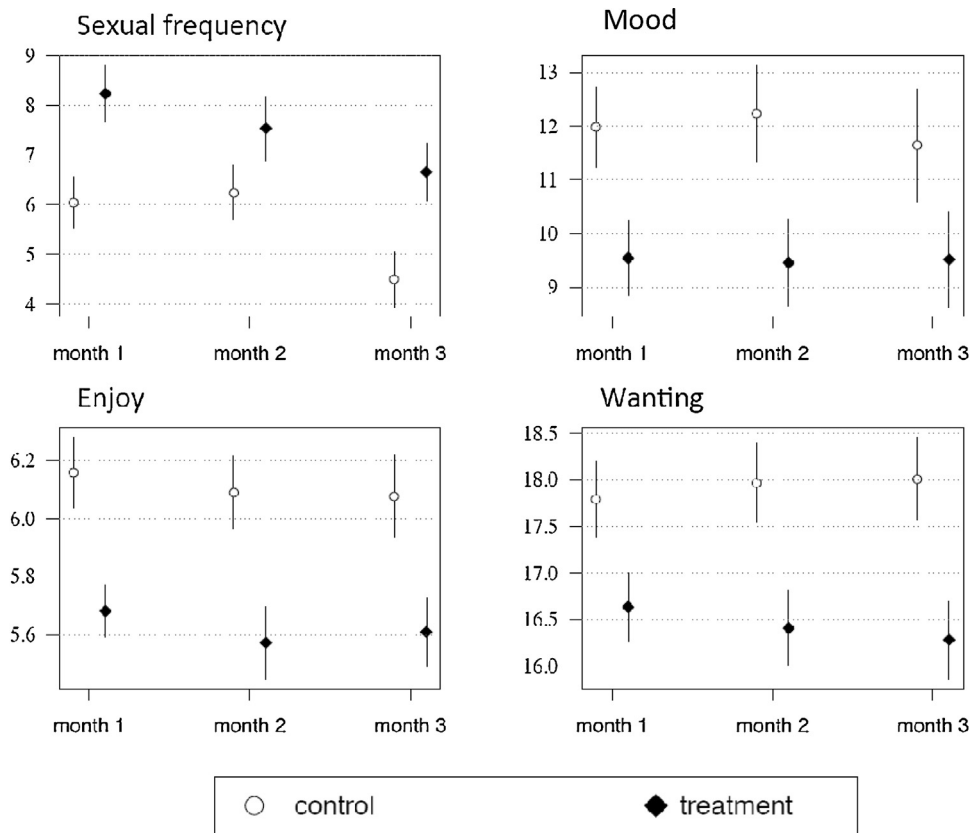 Sexual frequency
9
8
7
6
5
4
month 1 month 2 month 3
Mood
13
12
11
10
9
month 1 month 2 month 3
Enjoy
6.2
6.0
5.8
5.6
month 1 month 2 month 3
Wanting
18.5
18.0
17.5
17.0
16.5
16.0
month 1 month 2 month 3
control treatment